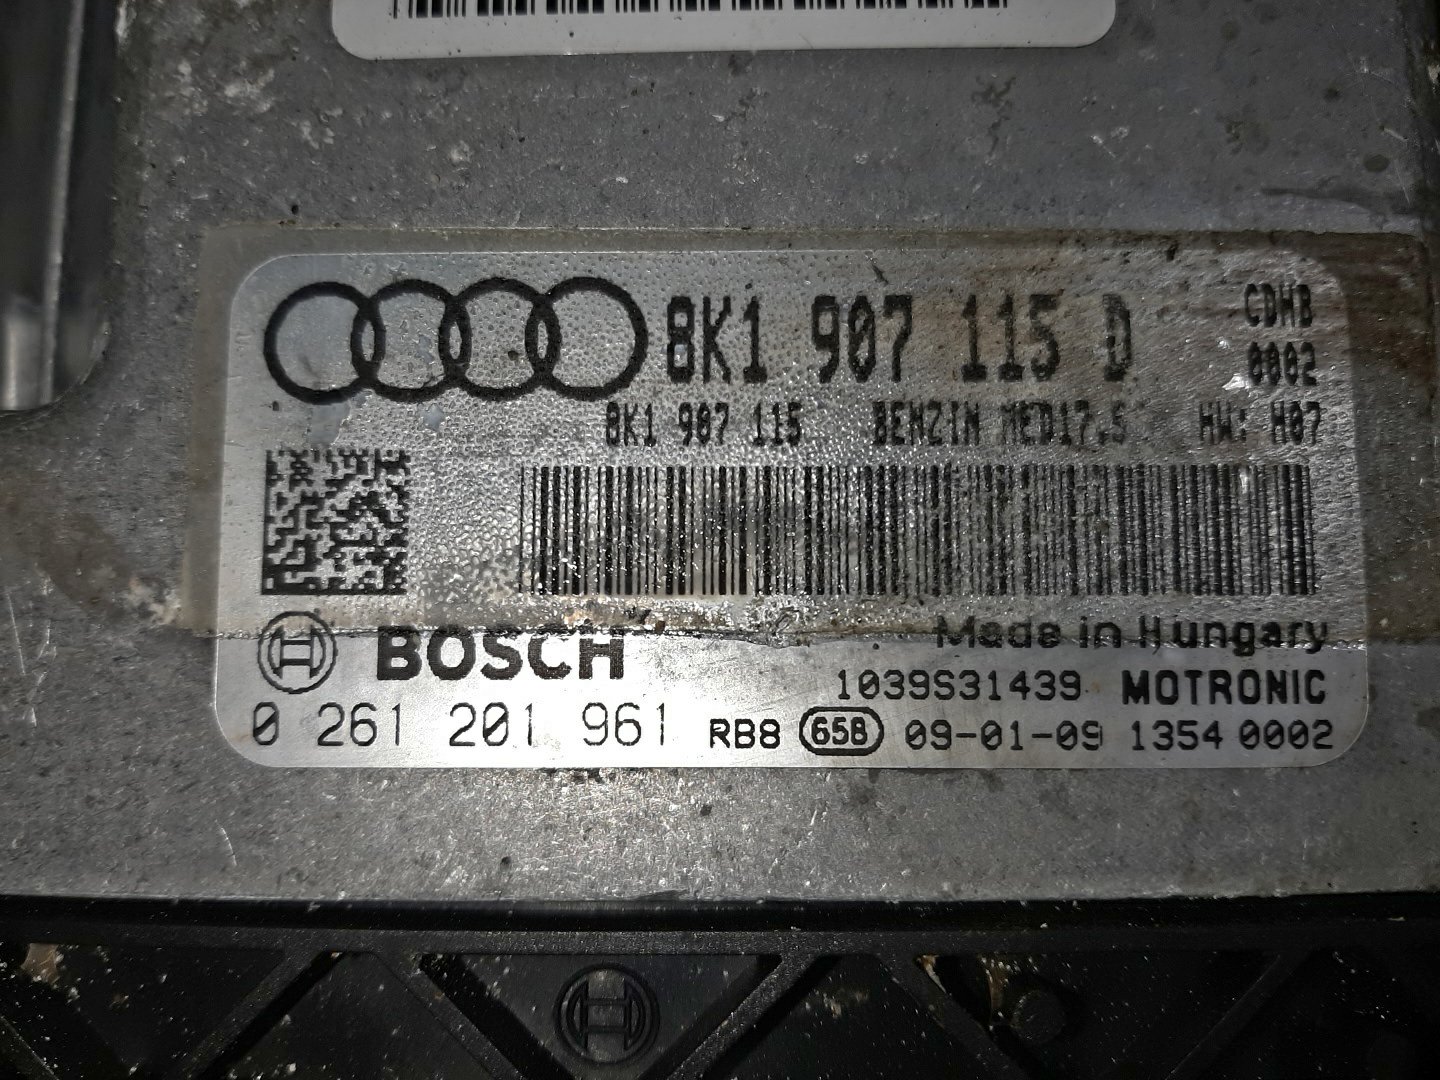 8K1 907 115 D
CDHB
0002
8K1 907 115 BENZIN MED17.5 HW: H07
BOSCH
Made in Hungary
1039S31439 MOTRONIC
0 261 201 961 RB8 65B 09-01-09 1354 0002